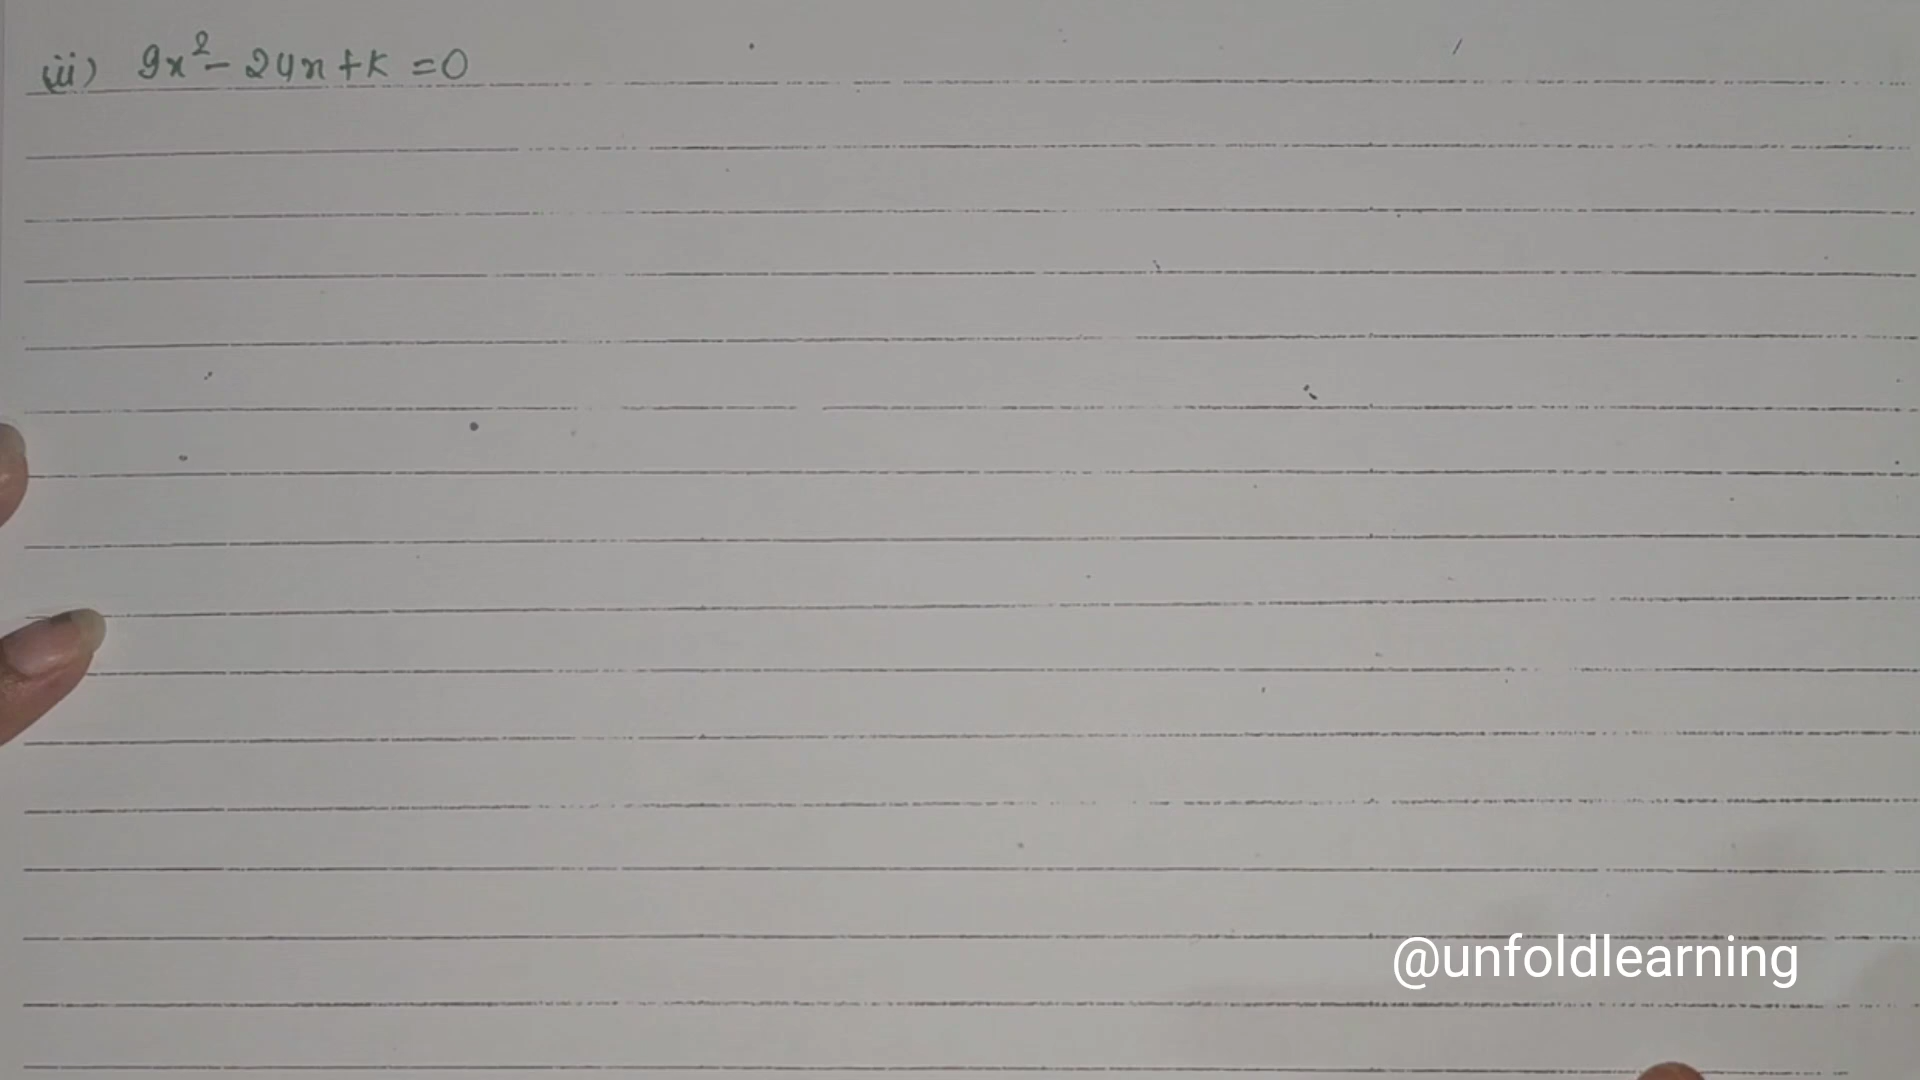 (iii) 9x² - 24x + k = 0
@unfoldlearning